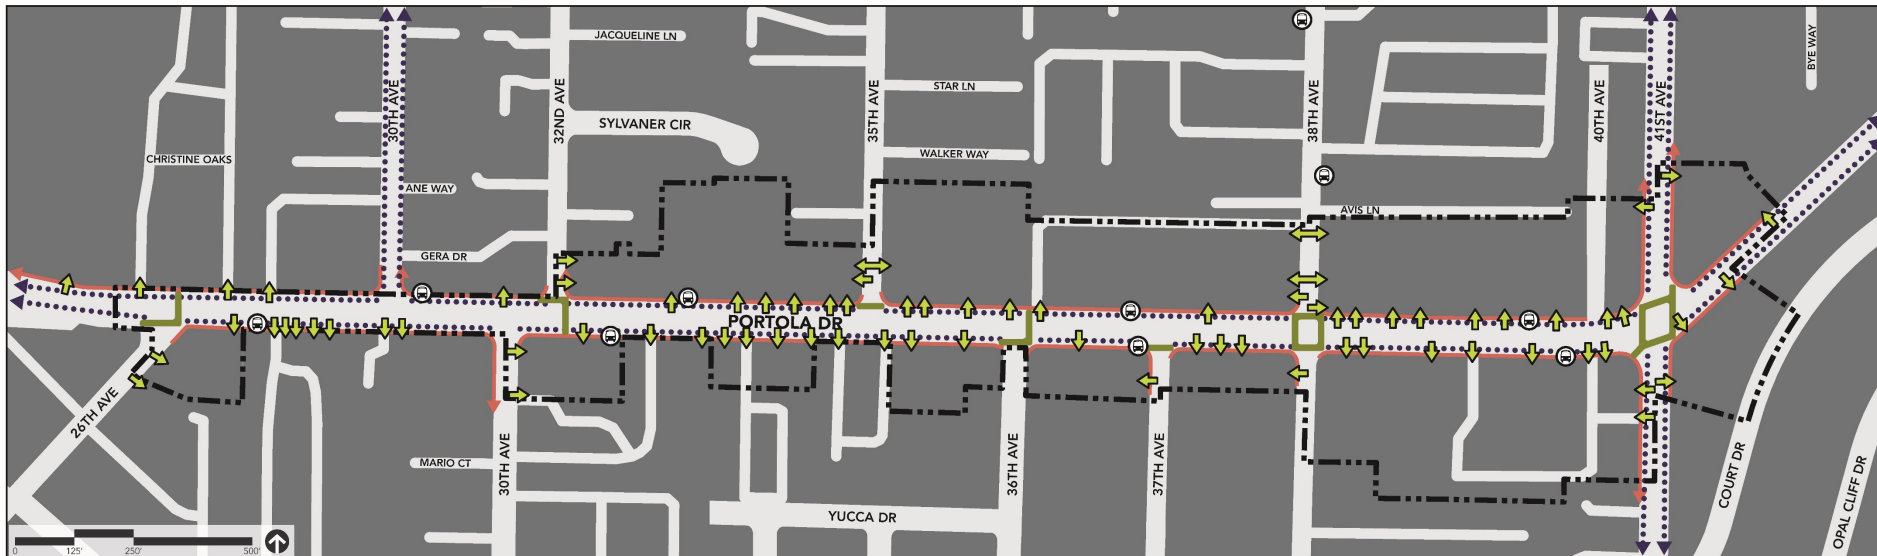 JACQUELINE LN
BYE WAY
30TH AVE
32ND AVE
35TH AVE
STAR LN
38TH AVE
40TH AVE
41ST AVE
SYLVANER CIR
CHRISTINE OAKS
WALKER WAY
ANE WAY
AVIS LN
GERA DR
PORTOLA DR
26TH AVE
MARIO CT
30TH AVE
36TH AVE
37TH AVE
COURT DR
OPAL CLIFF DR
YUCCA DR
0 125' 250' 500'